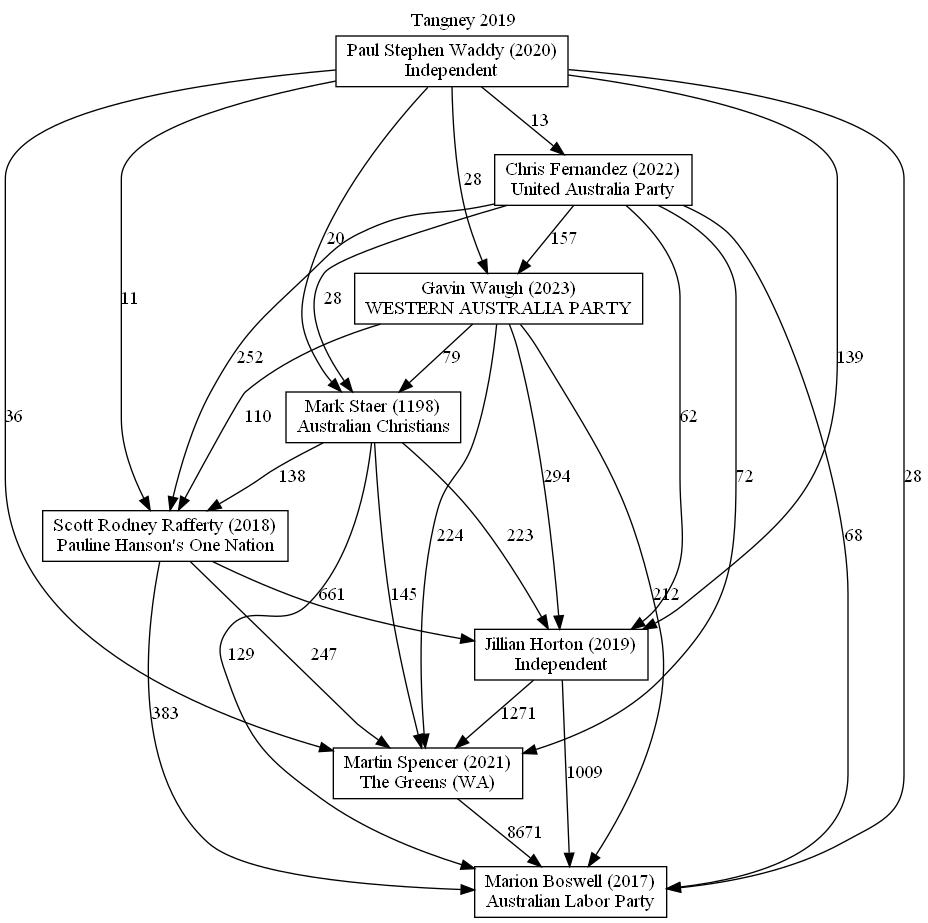 Tangney 2019
Paul Stephen Waddy (2020)
Independent
13
Chris Fernandez (2022)
United Australia Party
28
20
157
Gavin Waugh (2023)
WESTERN AUSTRALIA PARTY
28
11
252
79
139
Mark Staer (1198)
Australian Christians
36
110
62
138
294
72
28
Scott Rodney Rafferty (2018)
Pauline Hanson's One Nation
224
223
68
661
145
212
Jillian Horton (2019)
Independent
129
247
383
1271
Martin Spencer (2021)
The Greens (WA)
1009
8671
Marion Boswell (2017)
Australian Labor Party